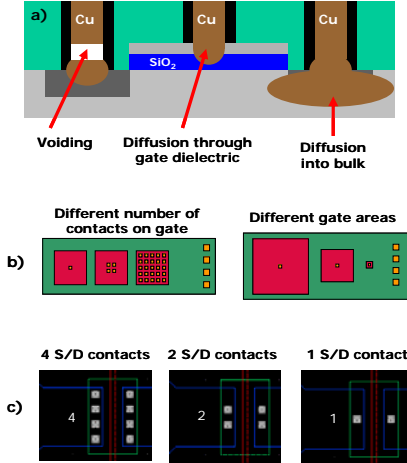 a)
Cu
Cu
Cu
SiO₂
Voiding
Diffusion through
gate dielectric
Diffusion
into bulk
Different number of
contacts on gate
Different gate areas
b)
4 S/D contacts
2 S/D contacts
1 S/D contact
c)
4
2
1